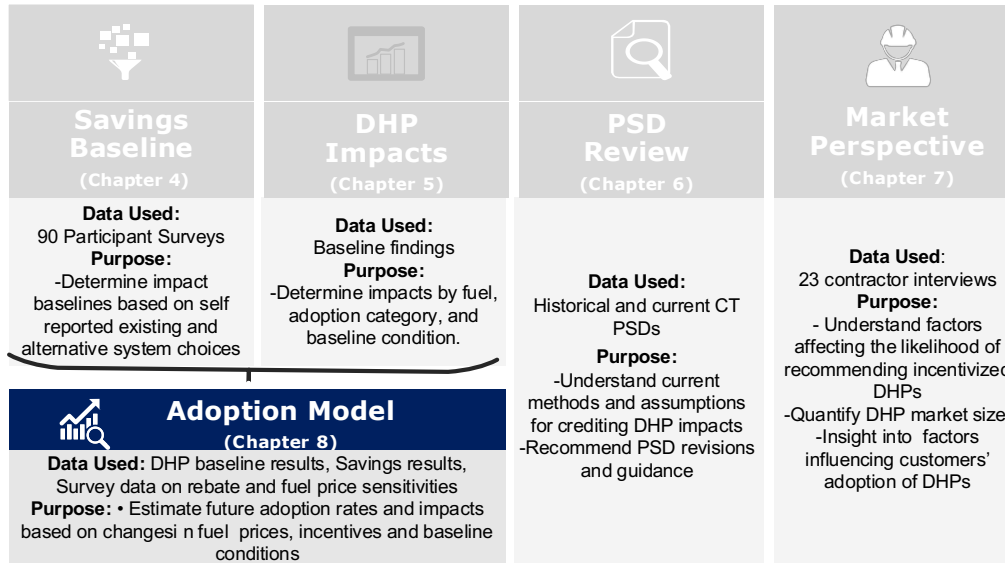 Savings
Baseline
(Chapter 4)
Data Used:
90 Participant Surveys
Purpose:
-Determine impact
baselines based on self
reported existing and
alternative system choices
DHP
Impacts
(Chapter 5)
Data Used:
Baseline findings
Purpose:
-Determine impacts by fuel,
adoption category, and
baseline condition.
PSD
Review
(Chapter 6)
Data Used:
Historical and current CT
PSDs
Purpose:
-Understand current
methods and assumptions
for crediting DHP impacts
-Recommend PSD revisions
and guidance
Market
Perspective
(Chapter 7)
Data Used:
23 contractor interviews
Purpose:
- Understand factors
affecting the likelihood of
recommending incentivized
DHPs
-Quantify DHP market size
-Insight into factors
influencing customers'
adoption of DHPs
Adoption Model
(Chapter 8)
Data Used: DHP baseline results, Savings results,
Survey data on rebate and fuel price sensitivities
Purpose: • Estimate future adoption rates and impacts
based on changesi n fuel prices, incentives and baseline
conditions